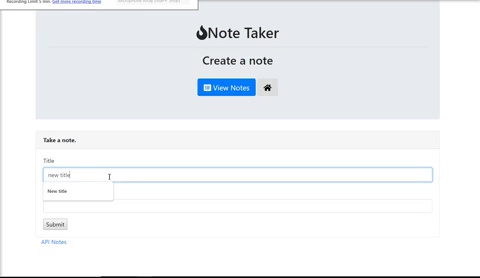 Recording Limit 5 min. Get more recording time
Note Taker
Create a note
View Notes
Take a note.
Title
new title
New title
Submit
API Notes